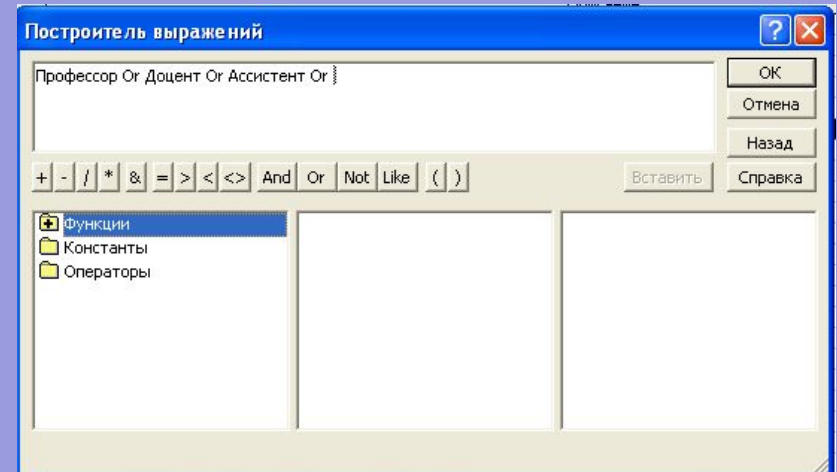 Построитель выражений
Профессор Or Доцент Or Ассистент Or
ОК
Отмена
Назад
+ - / * & = > < <> And Or Not Like ( ) Вставить Справка
Функции
Константы
Операторы